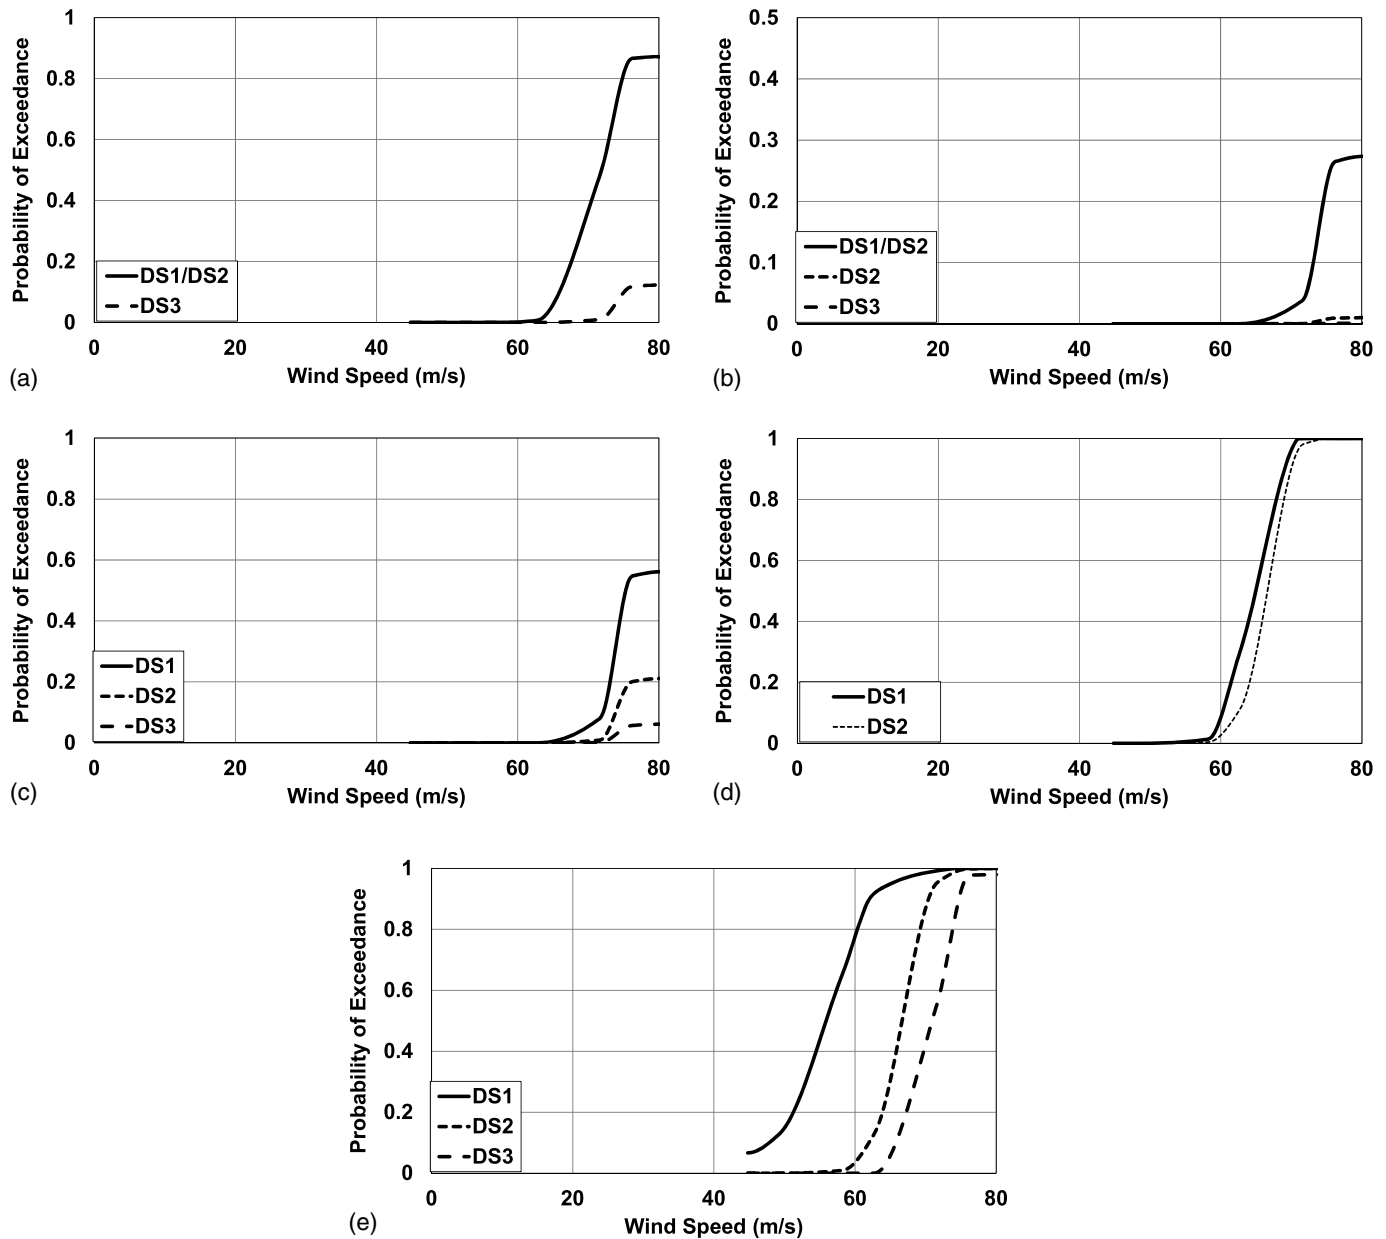 Probability of Exceedance
1
0.8
0.6
0.4
0.2
0
DS1/DS2
DS3
0 20 40 60 80
Wind Speed (m/s)
(a)
Probability of Exceedance
0.5
0.4
0.3
0.2
0.1
0
DS1/DS2
DS2
DS3
0 20 40 60 80
Wind Speed (m/s)
(b)
Probability of Exceedance
1
0.8
0.6
0.4
0.2
0
DS1
DS2
DS3
0 20 40 60 80
Wind Speed (m/s)
(c)
Probability of Exceedance
1
0.8
0.6
0.4
0.2
0
DS1
DS2
0 20 40 60 80
Wind Speed (m/s)
(d)
Probability of Exceedance
1
0.8
0.6
0.4
0.2
0
DS1
DS2
DS3
0 20 40 60 80
Wind Speed (m/s)
(e)